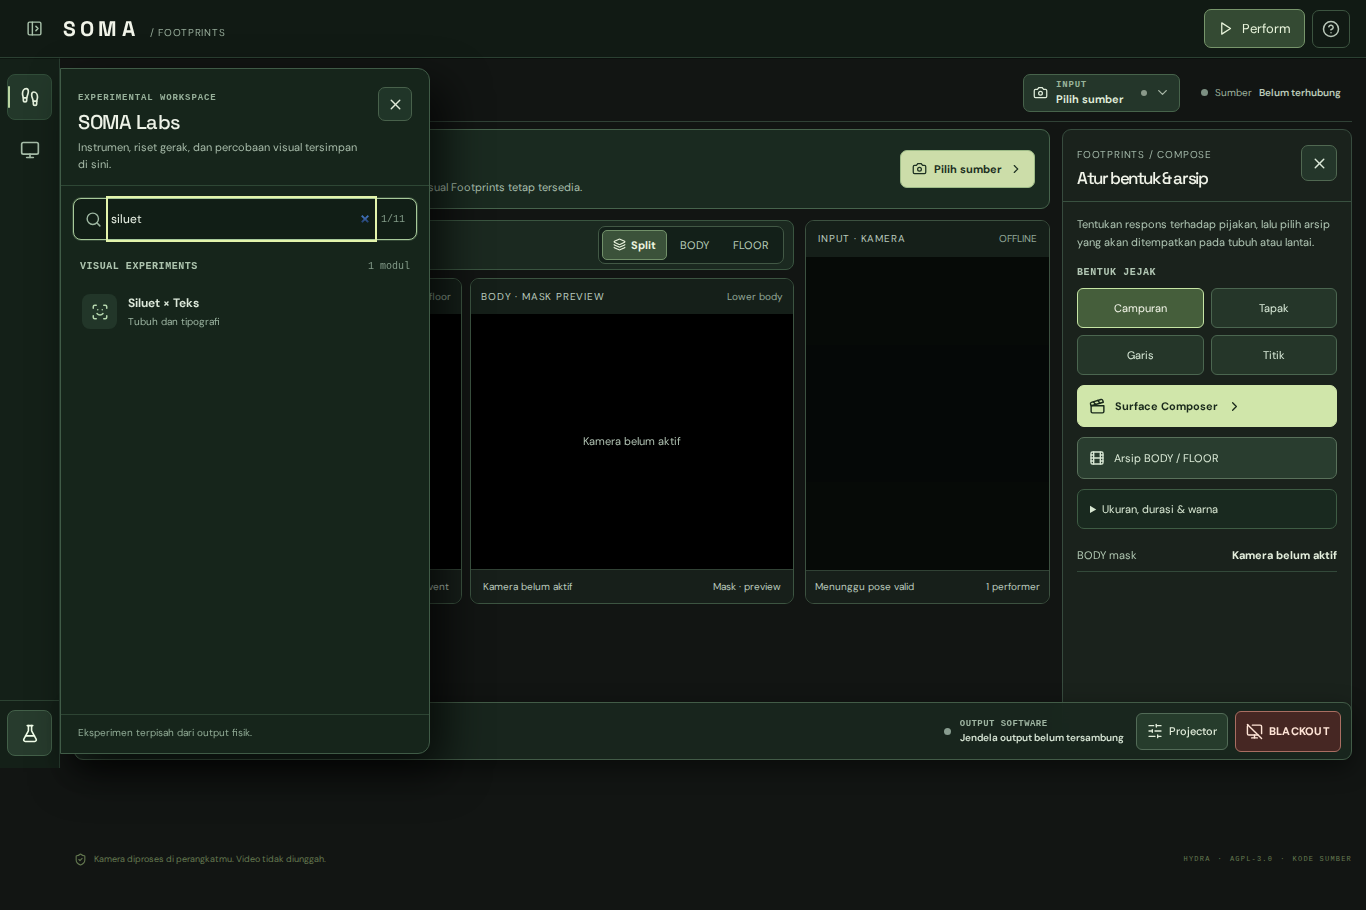 SOMA / FOOTPRINTS
Perform
EXPERIMENTAL WORKSPACE
SOMA Labs
Instrumen, riset gerak, dan percobaan visual tersimpan
di sini.
siluet
1/11
VISUAL EXPERIMENTS
1 modul
Siluet × Teks
Tubuh dan tipografi
Eksperimen terpisah dari output fisik.
INPUT
Pilih sumber
Sumber Belum terhubung
sual Footprints tetap tersedia.
Pilih sumber
Split
BODY
FLOOR
floor
BODY · MASK PREVIEW
Lower body
Kamera belum aktif
vent
Kamera belum aktif
Mask · preview
INPUT · KAMERA
OFFLINE
Menunggu pose valid
1 performer
FOOTPRINTS / COMPOSE
Atur bentuk & arsip
Tentukan respons terhadap pijakan, lalu pilih arsip
yang akan ditempatkan pada tubuh atau lantai.
BENTUK JEJAK
Campuran
Tapak
Garis
Titik
Surface Composer
Arsip BODY / FLOOR
Ukuran, durasi & warna
BODY mask
Kamera belum aktif
OUTPUT SOFTWARE
Jendela output belum tersambung
Projector
BLACKOUT
Kamera diproses di perangkatmu. Video tidak diunggah.
HYDRA · AGPL-3.0 · KODE SUMBER